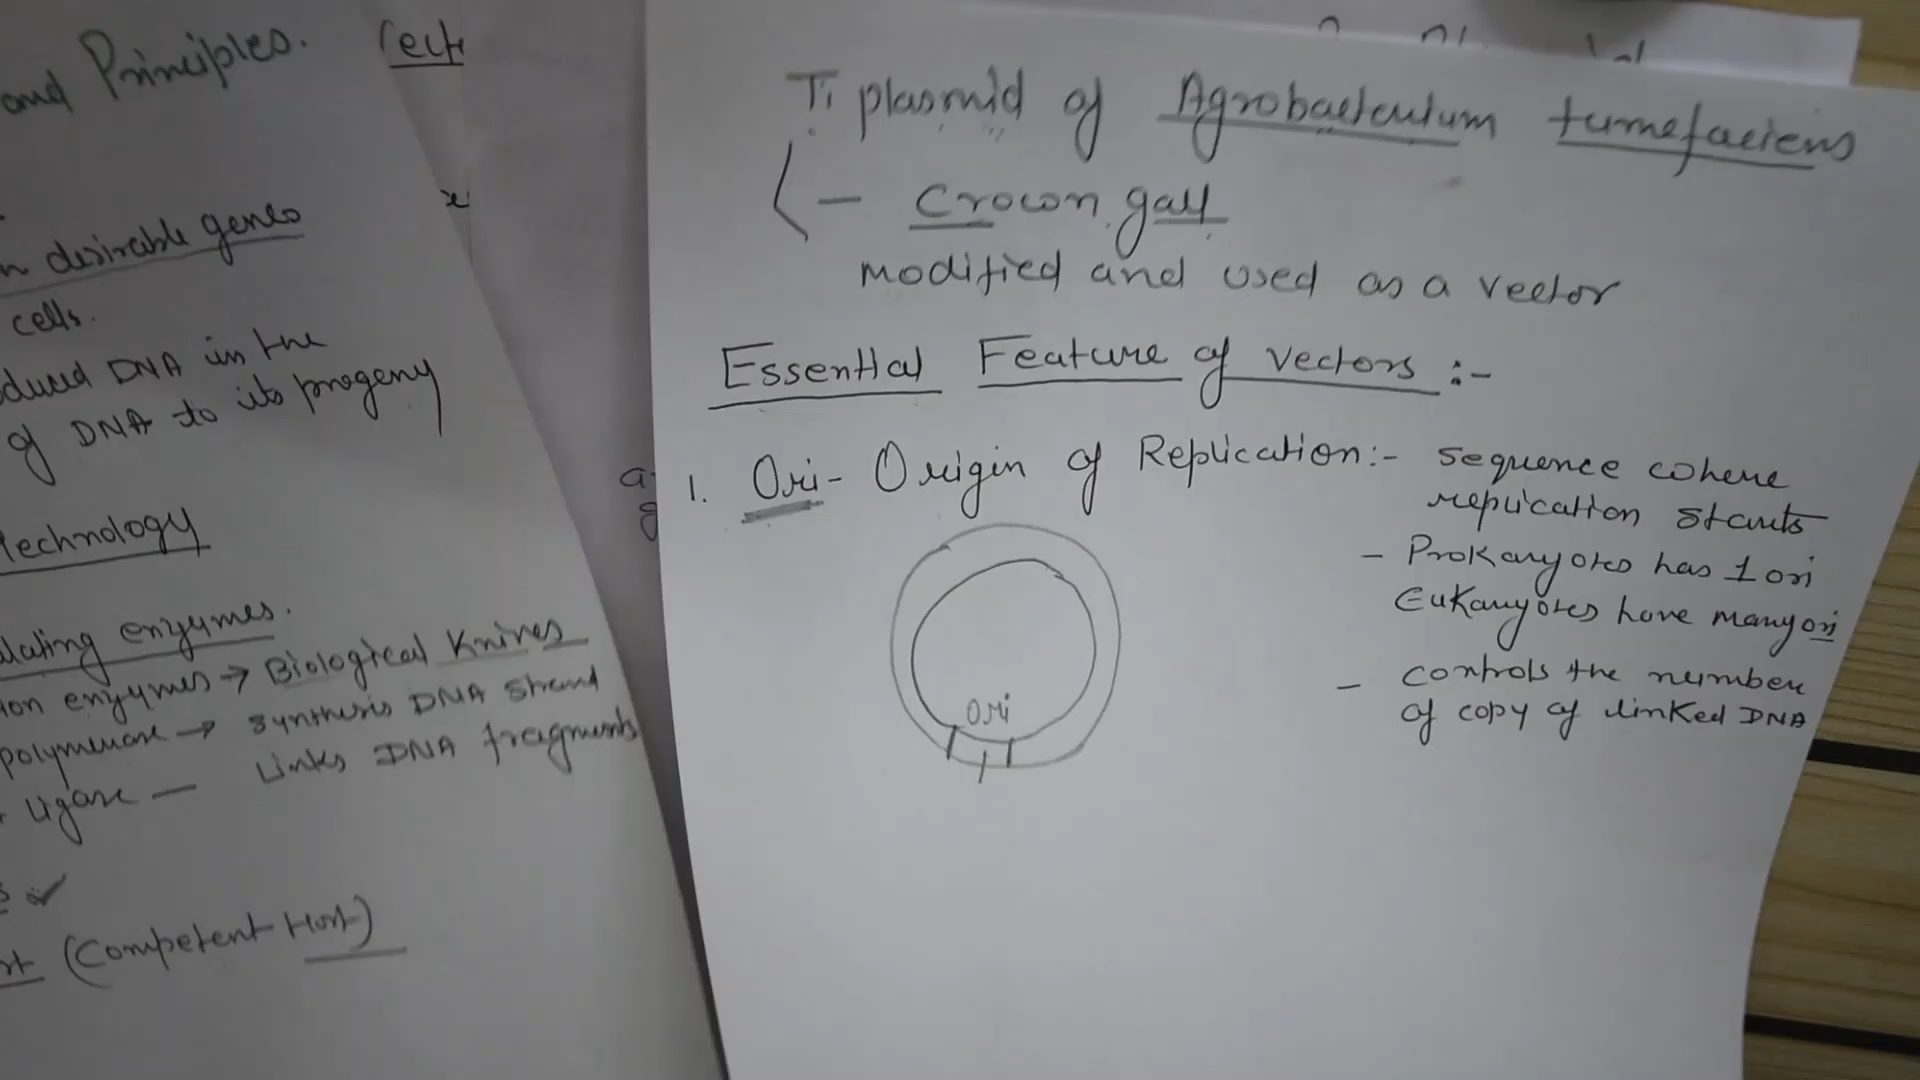 and Principles.
desirable genes
cells.
duced DNA in the
of DNA to its progeny
Technology
lating enzymes.
ion enzymes → Biological Knives
polymerase → synthesis DNA strand
Ligase — Links DNA fragments
(Competent Host)
Ti plasmid of Agrobacterium tumefaciens
- Crown gall
modified and used as a vector
Essential Feature of vectors :-
1. Ori - Origin of Replication:- sequence where
replication starts
- Prokaryotes has 1 ori
Eukaryotes have many ori
- controls the number
of copy of linked DNA
ori